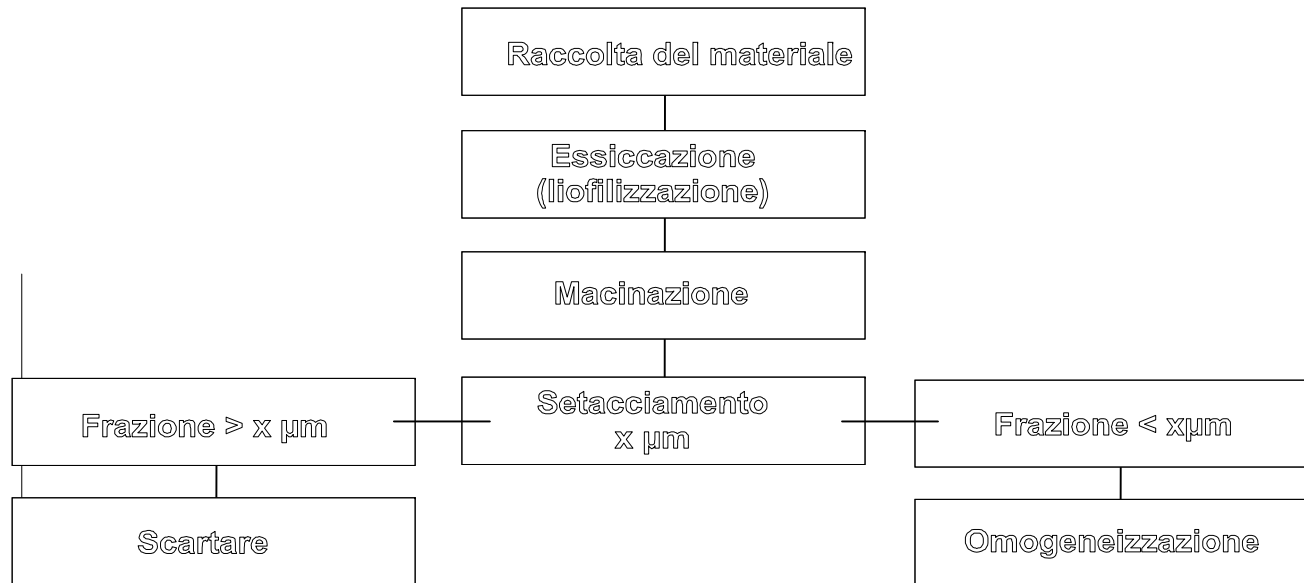 Raccolta del materiale
Essiccazione
(liofilizzazione)
Macinazione
Frazione > x µm
Setacciamento
x µm
Frazione < xµm
Scartare
Omogeneizzazione